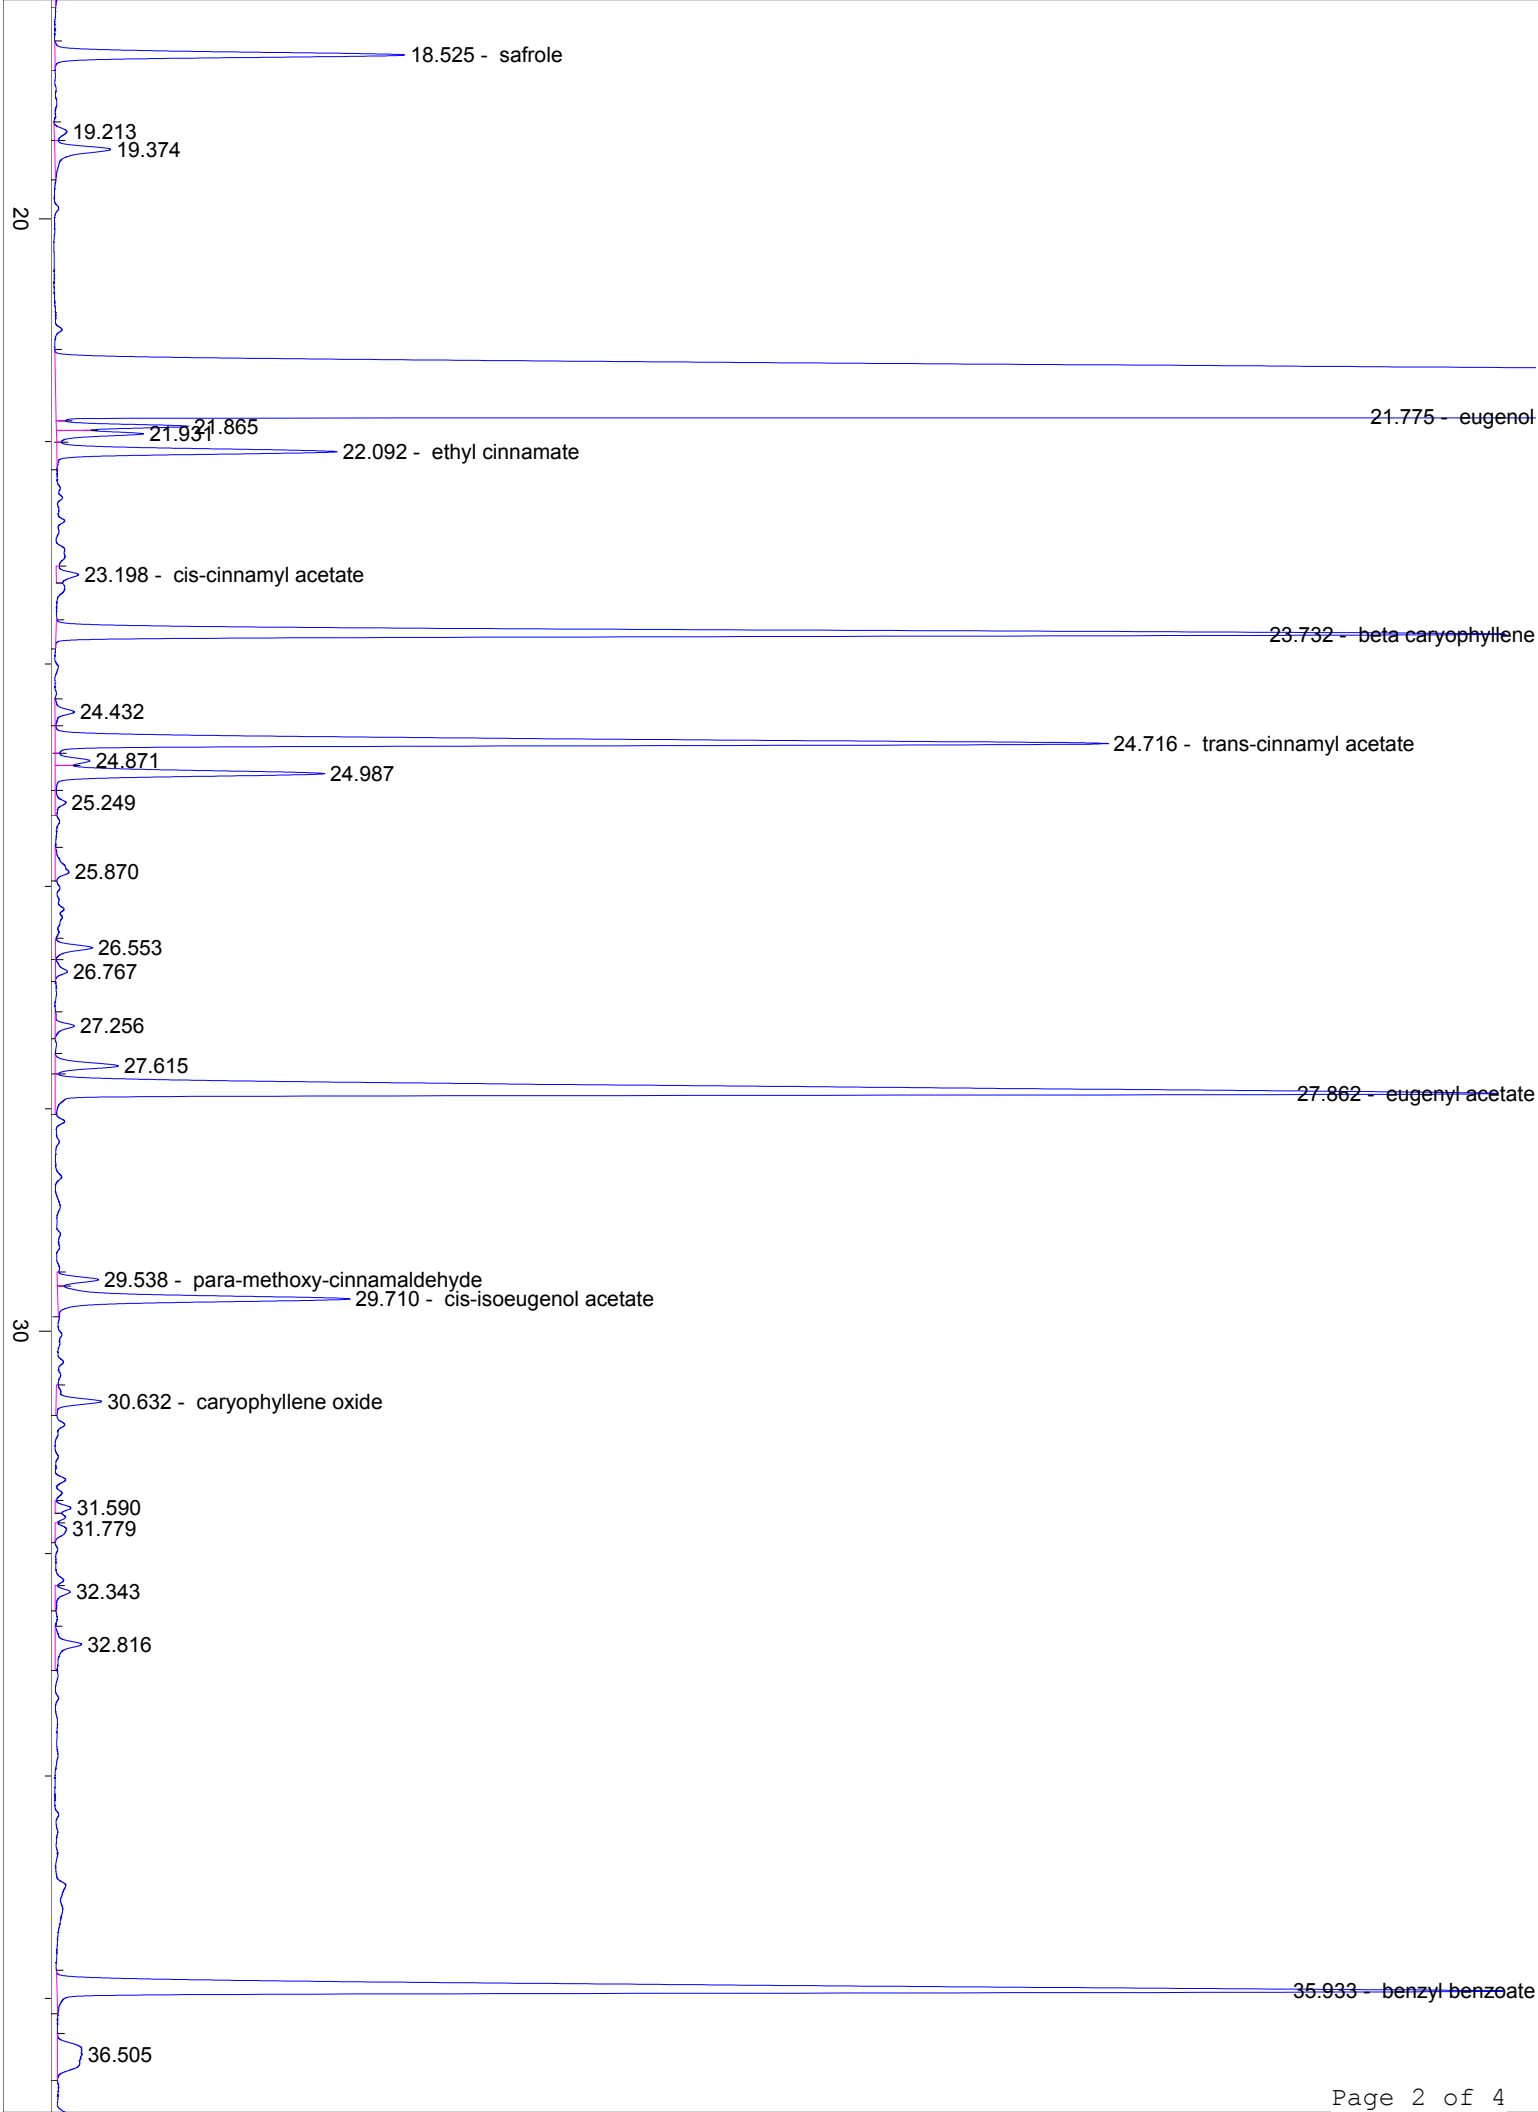 18.525 - safrole
19.213
19.374
20
21.775 - eugenol
21.865
21.931
22.092 - ethyl cinnamate
23.198 - cis-cinnamyl acetate
23.732 - beta caryophyllene
24.432
24.716 - trans-cinnamyl acetate
24.871
24.987
25.249
25.870
26.553
26.767
27.256
27.615
27.862 - eugenyl acetate
29.538 - para-methoxy-cinnamaldehyde
29.710 - cis-isoeugenol acetate
30
30.632 - caryophyllene oxide
31.590
31.779
32.343
32.816
35.933 - benzyl benzoate
36.505
Page 2 of 4